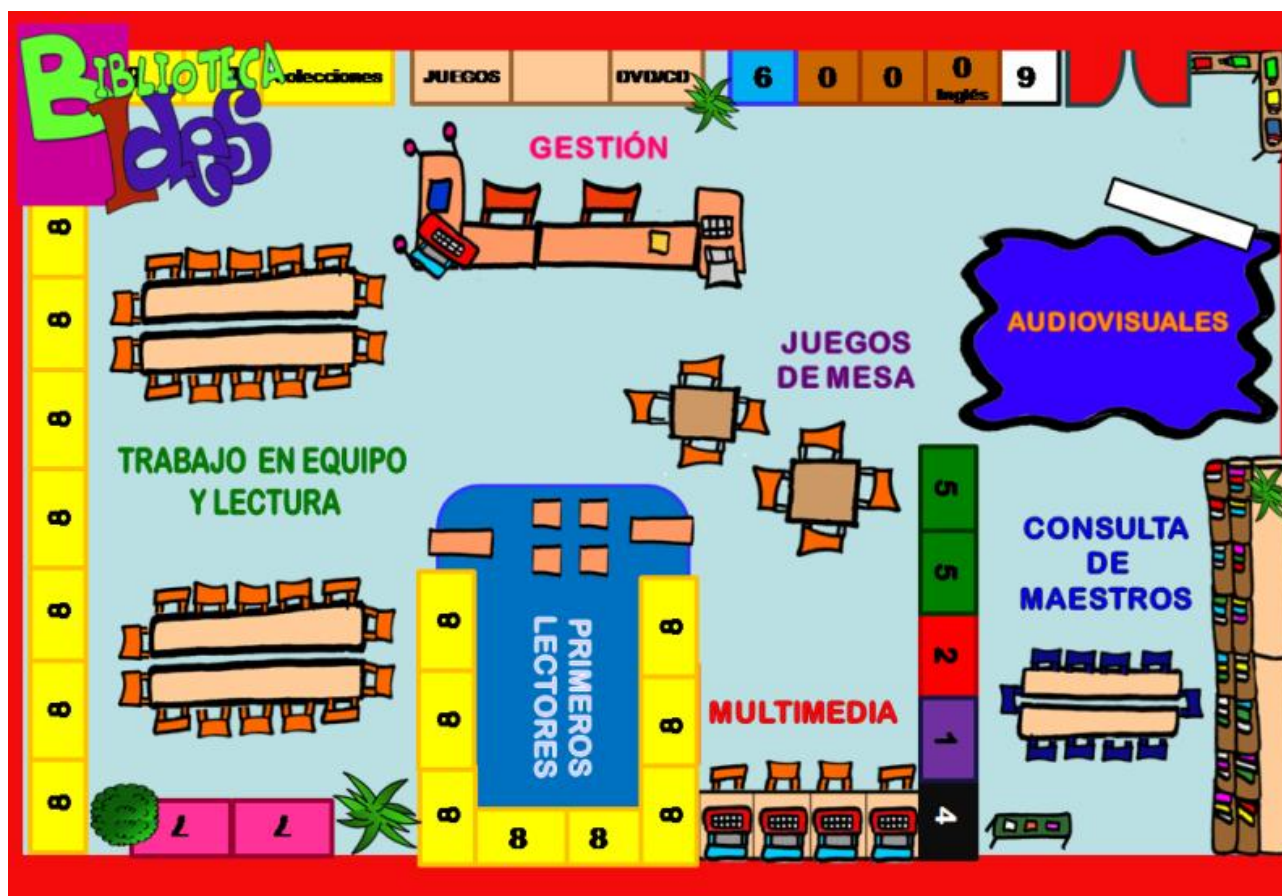 BIBLIOTECA
Ides
olecciones
JUEGOS
DVD/CD
6
0
0
0
Inglés
9
GESTIÓN
AUDIOVISUALES
JUEGOS
DE MESA
8
8
8
8
8
8
8
TRABAJO EN EQUIPO
Y LECTURA
CONSULTA
DE
MAESTROS
5
5
2
1
4
PRIMEROS
LECTORES
8
8
8
8
8
8
8
8
MULTIMEDIA
7
7